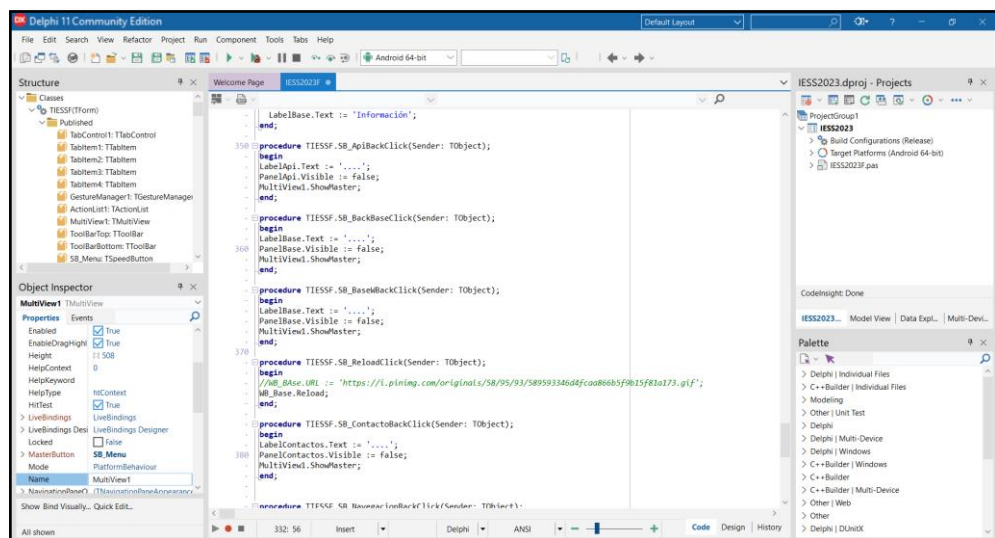 Delphi 11 Community Edition
Default Layout
File Edit Search View Refactor Project Run Component Tools Tabs Help
Android 64-bit
Structure
Classes
TIESSF(TForm)
Published
TabControl1: TTabControl
TabItem1: TTabItem
TabItem2: TTabItem
TabItem3: TTabItem
TabItem4: TTabItem
GestureManager1: TGestureManager
ActionList1: TActionList
MultiView1: TMultiView
ToolBarTop: TToolBar
ToolBarBottom: TToolBar
SB_Menu: TSpeedButton
Object Inspector
MultiView1 TMultiView
Properties Events
Enabled True
EnableDragHighl True
Height 508
HelpContext 0
HelpKeyword
HelpType htContext
HitTest True
LiveBindings LiveBindings
LiveBindings Desi LiveBindings Designer
Locked False
MasterButton SB_Menu
Mode PlatformBehaviour
Name MultiView1
NavigationPaneO (TNavigationPaneAppearance
Show Bind Visually... Quick Edit...
All shown
Welcome Page IESS2023F
LabelBase.Text := 'Información';
end;
350 procedure TIESSF.SB_ApiBackClick(Sender: TObject);
begin
LabelApi.Text := '....';
PanelApi.Visible := false;
MultiView1.ShowMaster;
end;
procedure TIESSF.SB_BackBaseClick(Sender: TObject);
begin
LabelBase.Text := '....';
360 PanelBase.Visible := false;
MultiView1.ShowMaster;
end;
procedure TIESSF.SB_BaseWBackClick(Sender: TObject);
begin
LabelBase.Text := '....';
PanelBase.Visible := false;
MultiView1.ShowMaster;
end;
370
procedure TIESSF.SB_ReloadClick(Sender: TObject);
begin
//WB_BAse.URL := 'https://i.pinimg.com/originals/58/95/93/589593346d4fcaa866b5f9b15f81a173.gif';
WB_Base.Reload;
end;
procedure TIESSF.SB_ContactoBackClick(Sender: TObject);
begin
LabelContactos.Text := '....';
380 PanelContactos.Visible := false;
MultiView1.ShowMaster;
end;
procedure TIESSF.SB_NavegacionBackClick(Sender: TObject);
332: 56 Insert Delphi ANSI Code Design History
IESS2023.dproj - Projects
ProjectGroup1
IESS2023
Build Configurations (Release)
Target Platforms (Android 64-bit)
IESS2023F.pas
CodeInsight: Done
IESS2023... Model View Data Expl... Multi-Devi...
Palette
Delphi | Individual Files
C++Builder | Individual Files
Modeling
Other | Unit Test
Delphi
Delphi | Multi-Device
Delphi | Windows
C++Builder | Windows
C++Builder
C++Builder | Multi-Device
Other | Web
Other
Delphi | DUnitX